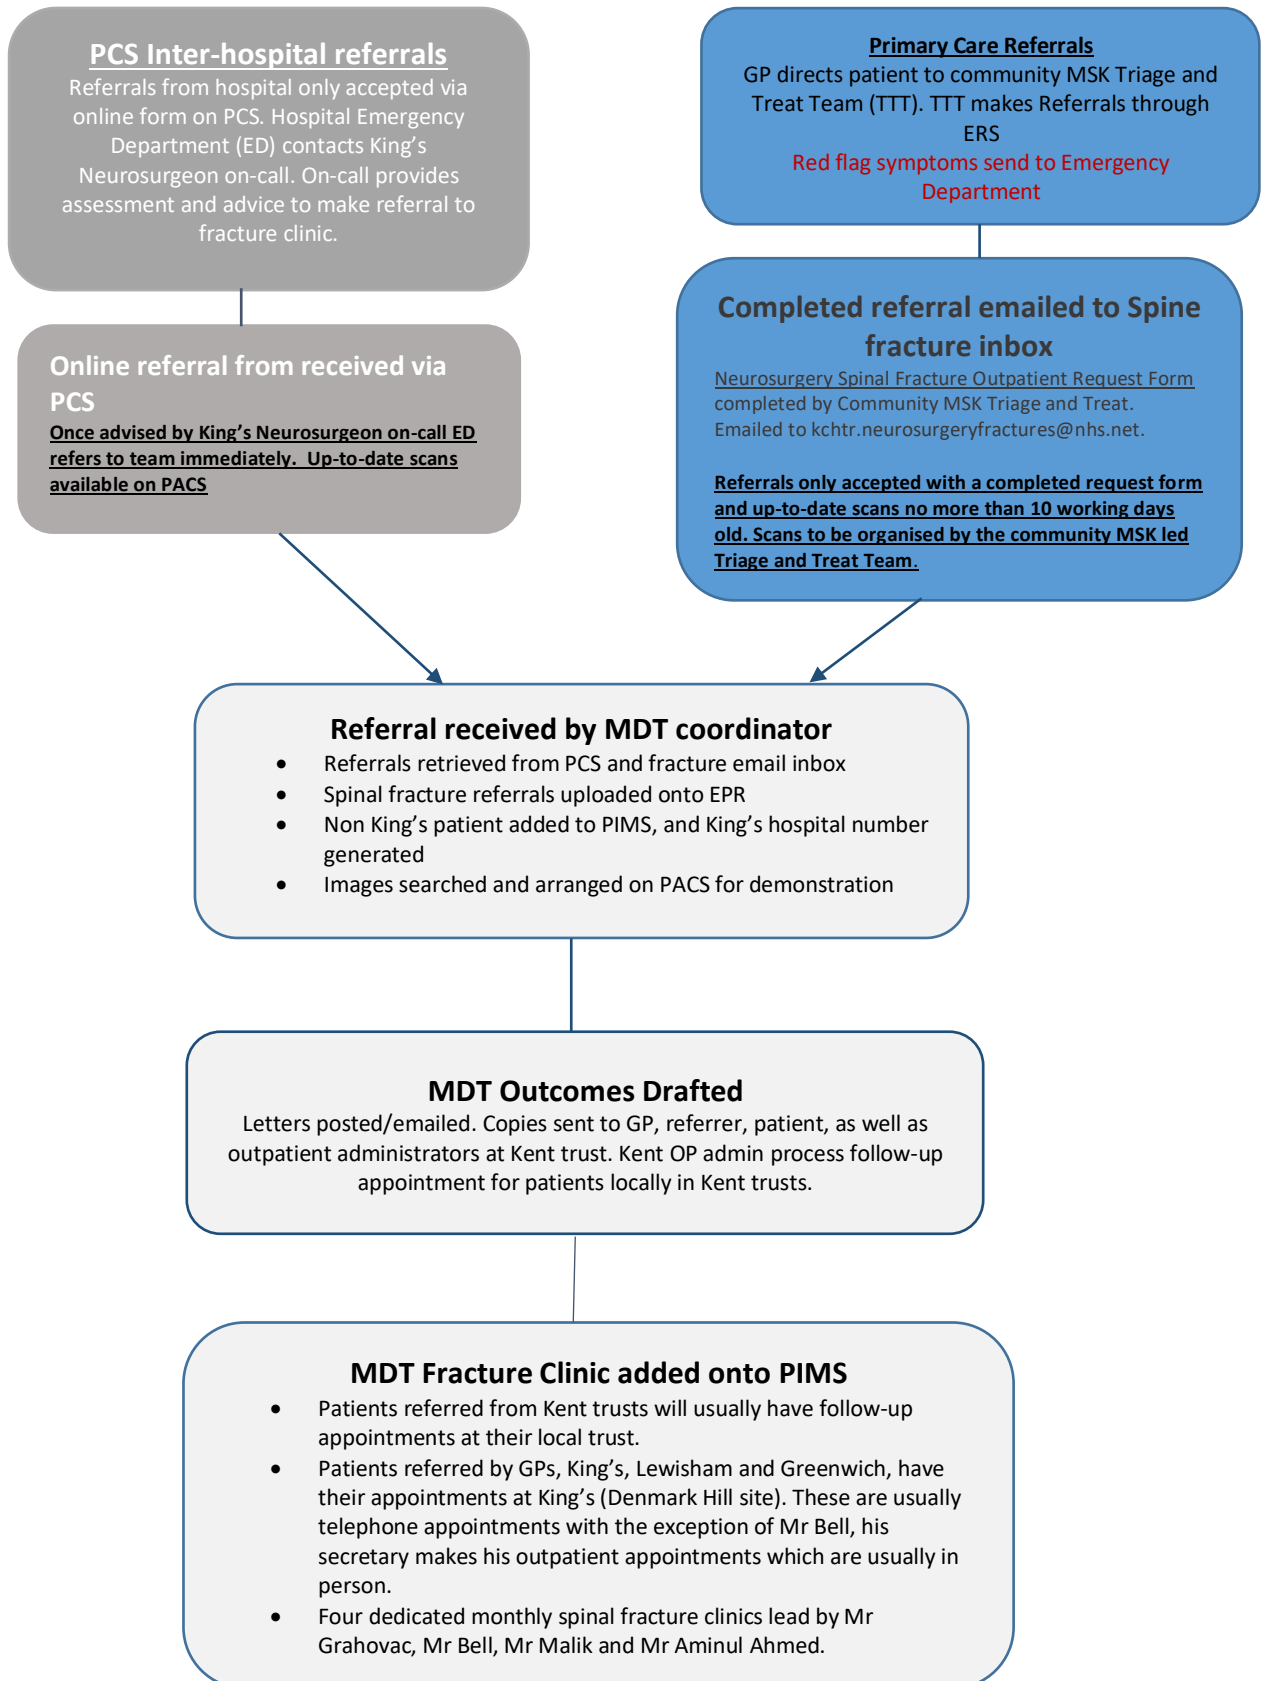 PCS Inter-hospital referrals
Referrals from hospital only accepted via
online form on PCS. Hospital Emergency
Department (ED) contacts King's
Neurosurgeon on-call. On-call provides
assessment and advice to make referral to
fracture clinic.
Primary Care Referrals
GP directs patient to community MSK Triage and
Treat Team (TTT). TTT makes Referrals through
ERS
Red flag symptoms send to Emergency
Department
Online referral from received via
PCS
Once advised by King's Neurosurgeon on-call ED
refers to team immediately.  Up-to-date scans
available on PACS
Completed referral emailed to Spine
fracture inbox
Neurosurgery Spinal Fracture Outpatient Request Form
completed by Community MSK Triage and Treat.
Emailed to kchtr.neurosurgeryfractures@nhs.net.
Referrals only accepted with a completed request form
and up-to-date scans no more than 10 working days
old. Scans to be organised by the community MSK led
Triage and Treat Team.
Referral received by MDT coordinator
• Referrals retrieved from PCS and fracture email inbox
• Spinal fracture referrals uploaded onto EPR
• Non King's patient added to PIMS, and King's hospital number
generated
• Images searched and arranged on PACS for demonstration
MDT Outcomes Drafted
Letters posted/emailed. Copies sent to GP, referrer, patient, as well as
outpatient administrators at Kent trust. Kent OP admin process follow-up
appointment for patients locally in Kent trusts.
MDT Fracture Clinic added onto PIMS
• Patients referred from Kent trusts will usually have follow-up
appointments at their local trust.
• Patients referred by GPs, King's, Lewisham and Greenwich, have
their appointments at King's (Denmark Hill site). These are usually
telephone appointments with the exception of Mr Bell, his
secretary makes his outpatient appointments which are usually in
person.
• Four dedicated monthly spinal fracture clinics lead by Mr
Grahovac, Mr Bell, Mr Malik and Mr Aminul Ahmed.